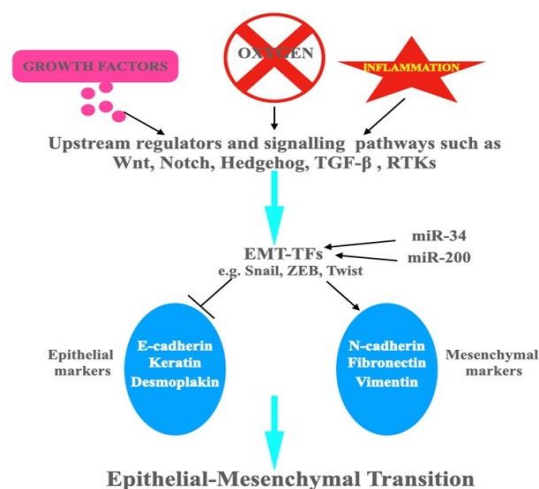 GROWTH FACTORS
OXYGEN
INFLAMMATION
Upstream regulators and signalling pathways such as
Wnt, Notch, Hedgehog, TGF-β , RTKs
EMT-TFs
e.g. Snail, ZEB, Twist
miR-34
miR-200
Epithelial
markers
E-cadherin
Keratin
Desmoplakin
N-cadherin
Fibronectin
Vimentin
Mesenchymal
markers
Epithelial-Mesenchymal Transition